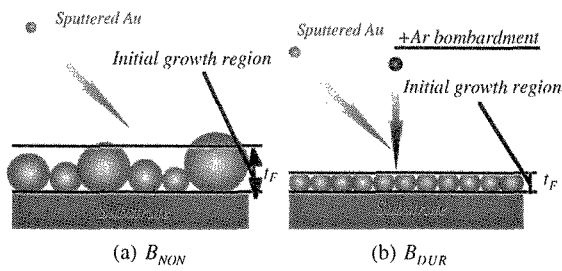 Sputtered Au
Initial growth region
t_F
Substrate
(a) B_NON
Sputtered Au
+Ar bombardment
Initial growth region
t_F
Substrate
(b) B_DUR